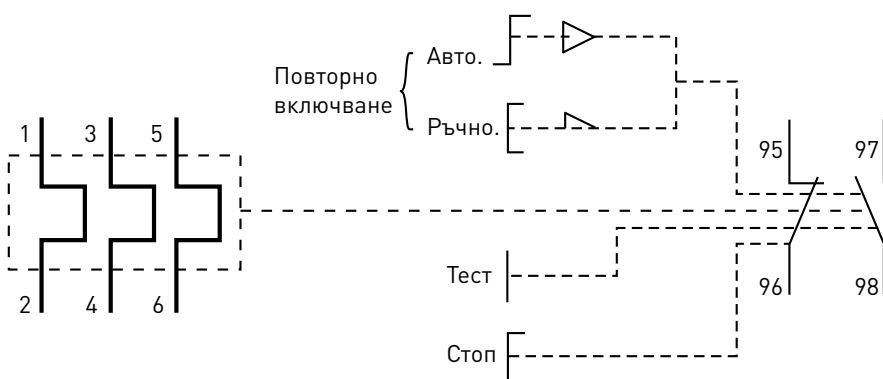 Авто.
Повторно
включване
Ръчно.
1 3 5
95 97
Тест
96 98
2 4 6
Стоп